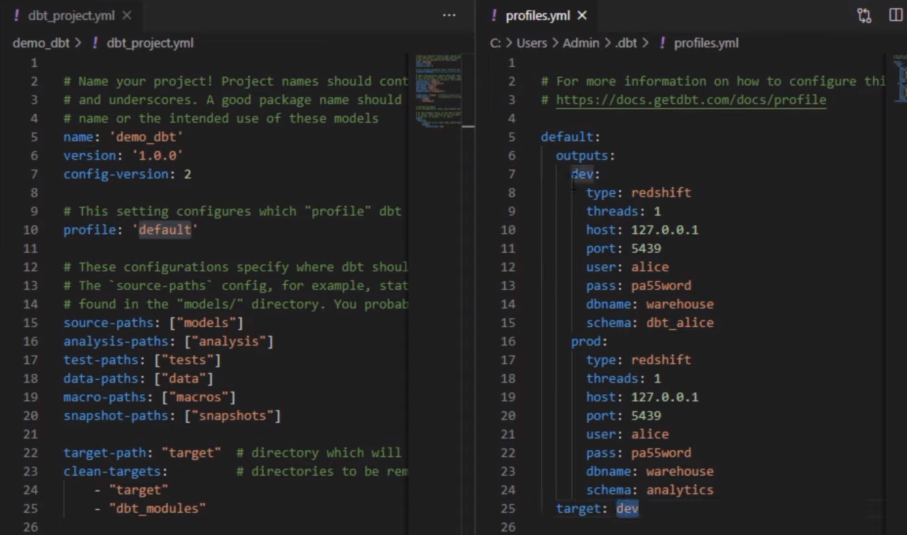 dbt_project.yml
demo_dbt > dbt_project.yml
1
2 # Name your project! Project names should cont
3 # and underscores. A good package name should
4 # name or the intended use of these models
5 name: 'demo_dbt'
6 version: '1.0.0'
7 config-version: 2
8
9 # This setting configures which "profile" dbt
10 profile: 'default'
11
12 # These configurations specify where dbt shoul
13 # The `source-paths` config, for example, stat
14 # found in the "models/" directory. You probab
15 source-paths: ["models"]
16 analysis-paths: ["analysis"]
17 test-paths: ["tests"]
18 data-paths: ["data"]
19 macro-paths: ["macros"]
20 snapshot-paths: ["snapshots"]
21
22 target-path: "target" # directory which will
23 clean-targets: # directories to be rem
24 - "target"
25 - "dbt_modules"
26
profiles.yml
C: > Users > Admin > .dbt > profiles.yml
1
2 # For more information on how to configure thi
3 # https://docs.getdbt.com/docs/profile
4
5 default:
6 outputs:
7 dev:
8 type: redshift
9 threads: 1
10 host: 127.0.0.1
11 port: 5439
12 user: alice
13 pass: pa55word
14 dbname: warehouse
15 schema: dbt_alice
16 prod:
17 type: redshift
18 threads: 1
19 host: 127.0.0.1
20 port: 5439
21 user: alice
22 pass: pa55word
23 dbname: warehouse
24 schema: analytics
25 target: dev
26